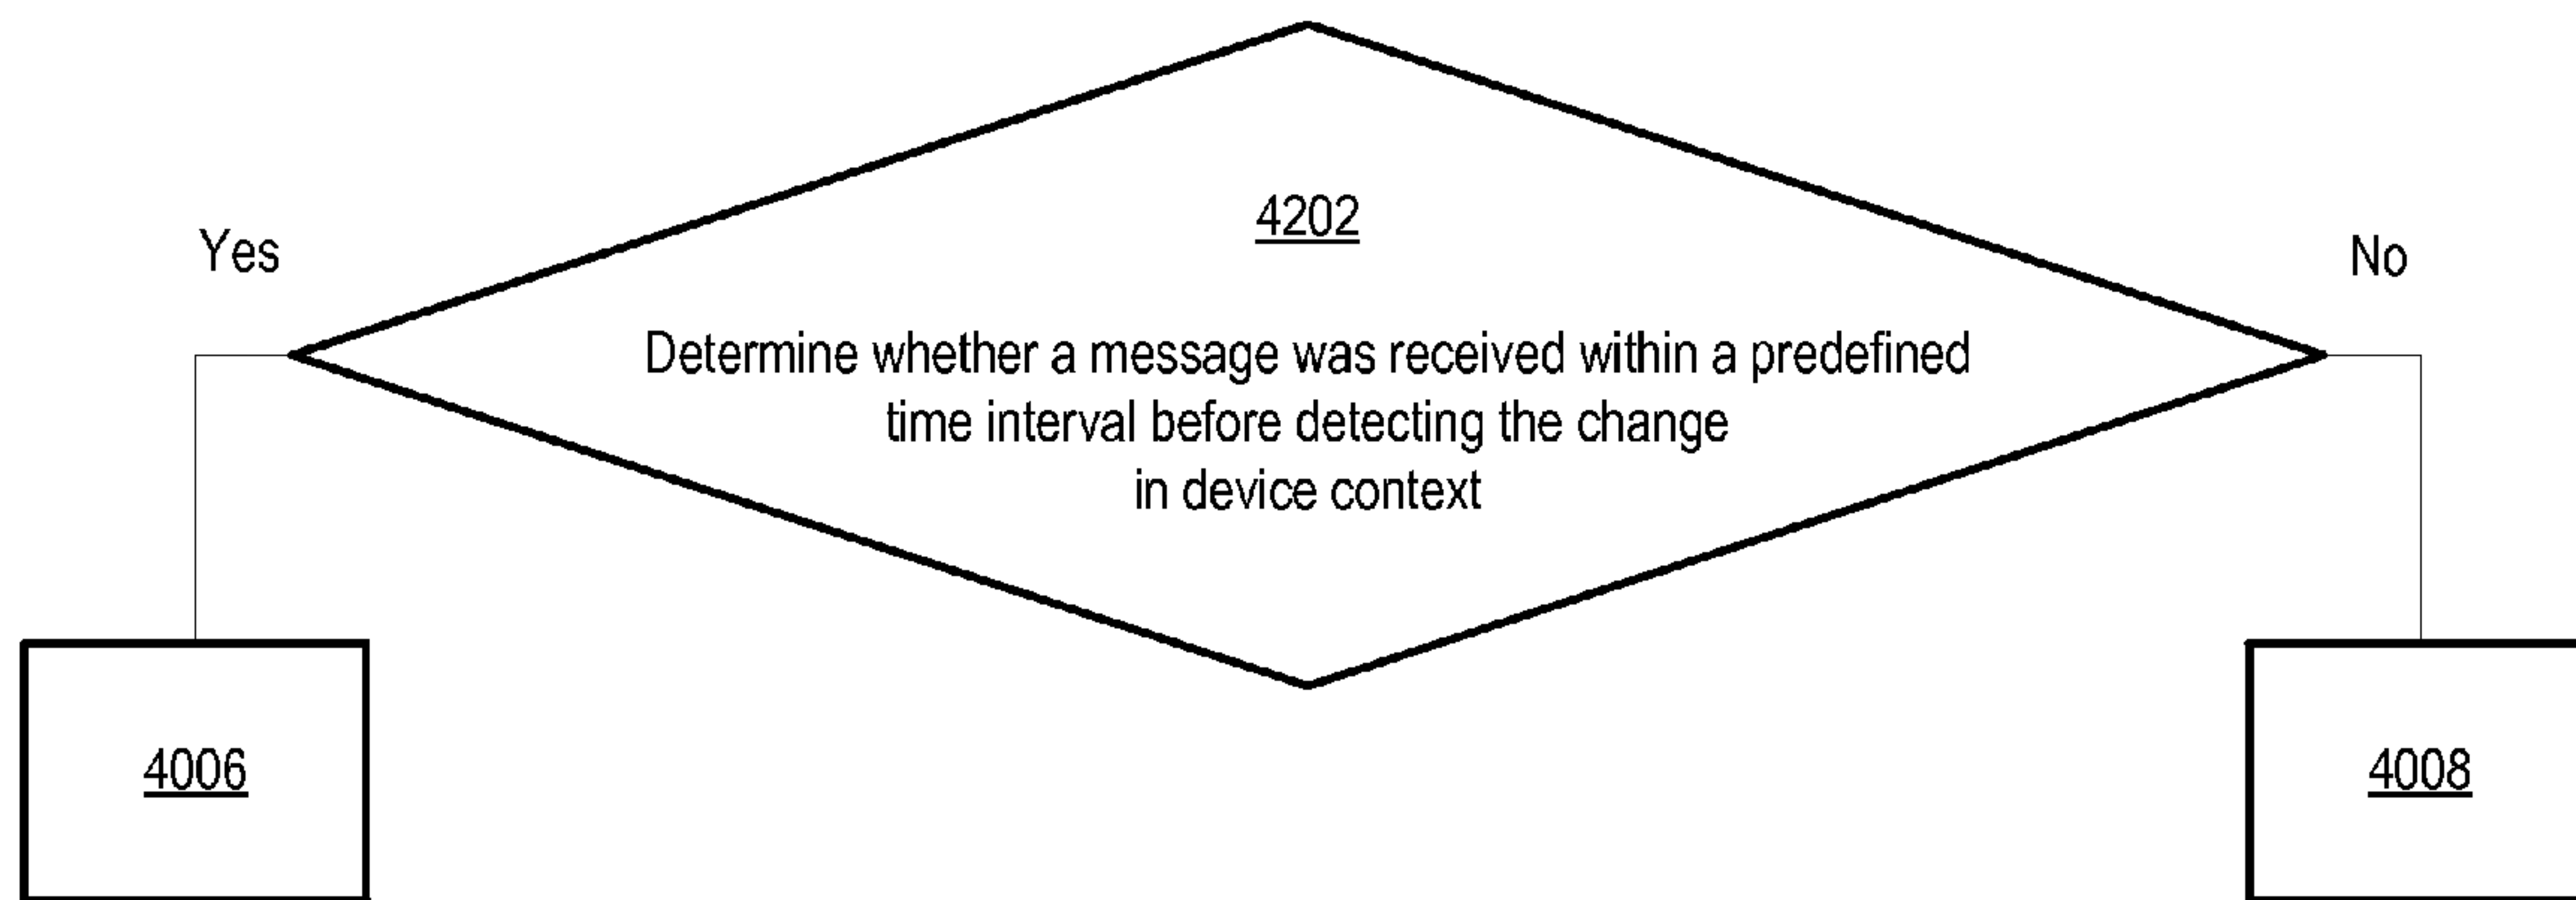 4202
Yes
No
Determine whether a message was received within a predefined
time interval before detecting the change
in device context
4006
4008